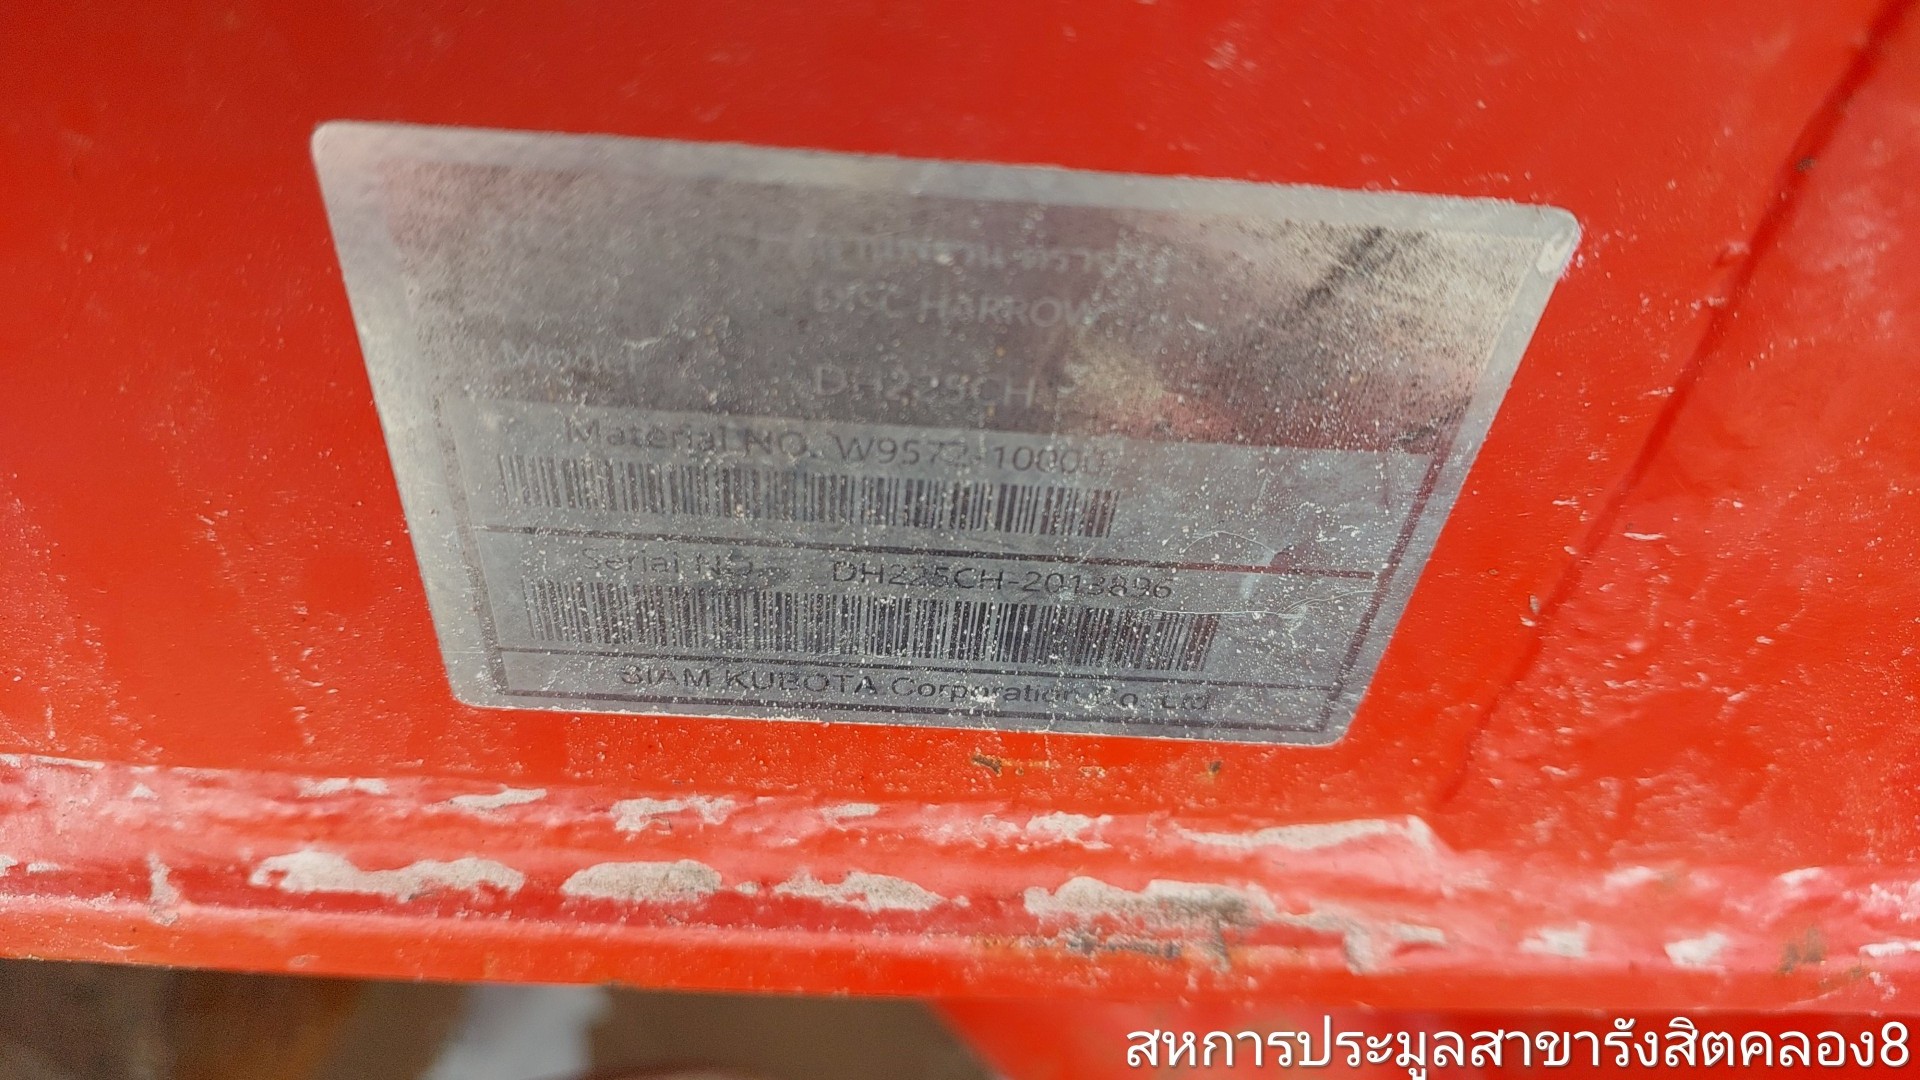 DISC HARROW
Model DH225CH
Material NO. W9572-10000
Serial NO. DH225CH-2013896
SIAM KUBOTA Corporation Co., Ltd
สหการประมูลสาขารังสิตคลอง8